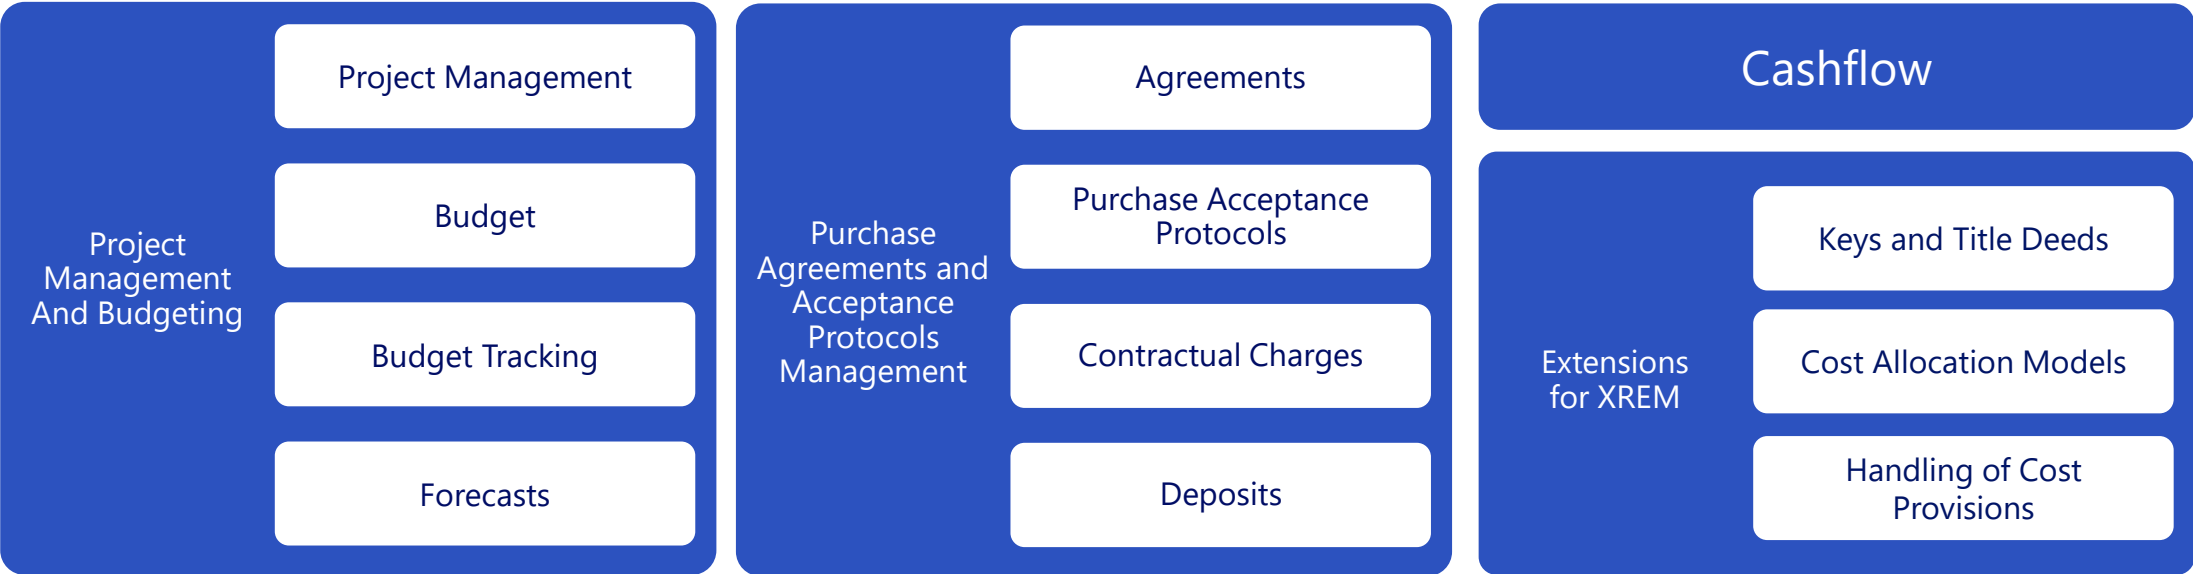 Project
Management
And Budgeting
Project Management
Budget
Budget Tracking
Forecasts
Purchase
Agreements and
Acceptance
Protocols
Management
Agreements
Purchase Acceptance
Protocols
Contractual Charges
Deposits
Cashflow
Extensions
for XREM
Keys and Title Deeds
Cost Allocation Models
Handling of Cost
Provisions